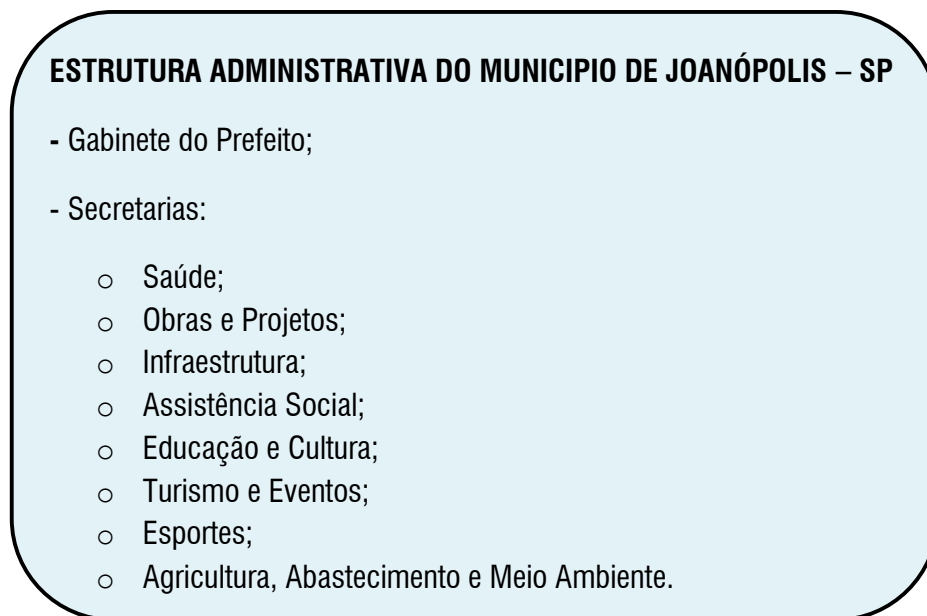 ESTRUTURA ADMINISTRATIVA DO MUNICIPIO DE JOANÓPOLIS – SP
- Gabinete do Prefeito;
- Secretarias:
o Saúde;
o Obras e Projetos;
o Infraestrutura;
o Assistência Social;
o Educação e Cultura;
o Turismo e Eventos;
o Esportes;
o Agricultura, Abastecimento e Meio Ambiente.